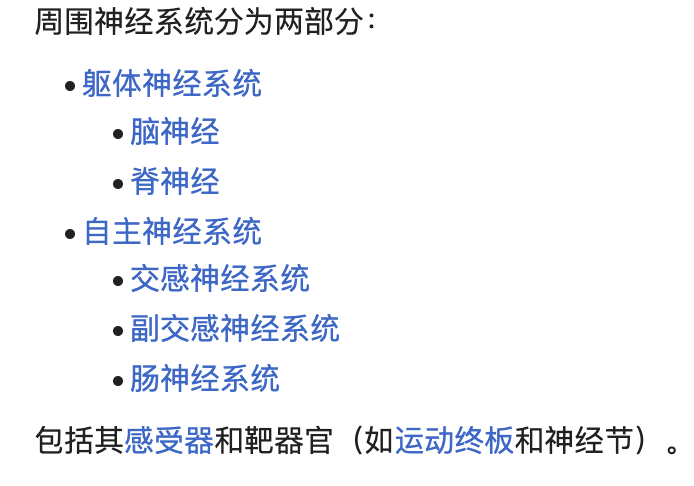 周围神经系统分为两部分：
• 躯体神经系统
• 脑神经
• 脊神经
• 自主神经系统
• 交感神经系统
• 副交感神经系统
• 肠神经系统
包括其感受器和靶器官（如运动终板和神经节）。